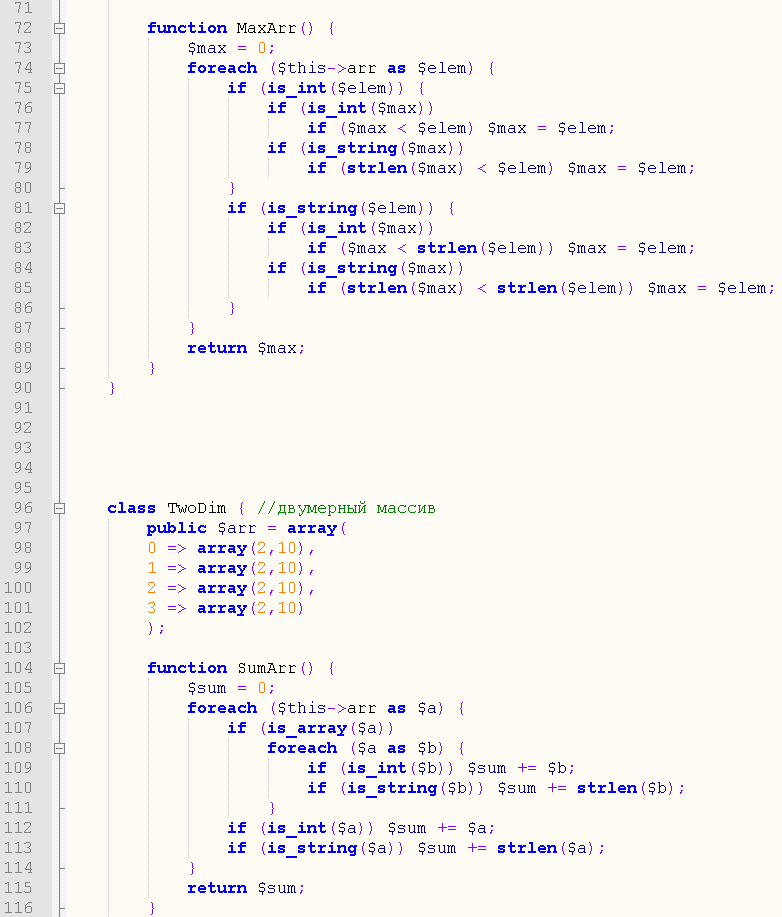 71
72 function MaxArr() {
73 $max = 0;
74 foreach ($this->arr as $elem) {
75 if (is_int($elem)) {
76 if (is_int($max))
77 if ($max < $elem) $max = $elem;
78 if (is_string($max))
79 if (strlen($max) < $elem) $max = $elem;
80 }
81 if (is_string($elem)) {
82 if (is_int($max))
83 if ($max < strlen($elem)) $max = $elem;
84 if (is_string($max))
85 if (strlen($max) < strlen($elem)) $max = $elem;
86 }
87 }
88 return $max;
89 }
90 }
91
92
93
94
95
96 class TwoDim { //двумерный массив
97 public $arr = array(
98 0 => array(2,10),
99 1 => array(2,10),
100 2 => array(2,10),
101 3 => array(2,10)
102 );
103
104 function SumArr() {
105 $sum = 0;
106 foreach ($this->arr as $a) {
107 if (is_array($a))
108 foreach ($a as $b) {
109 if (is_int($b)) $sum += $b;
110 if (is_string($b)) $sum += strlen($b);
111 }
112 if (is_int($a)) $sum += $a;
113 if (is_string($a)) $sum += strlen($a);
114 }
115 return $sum;
116 }